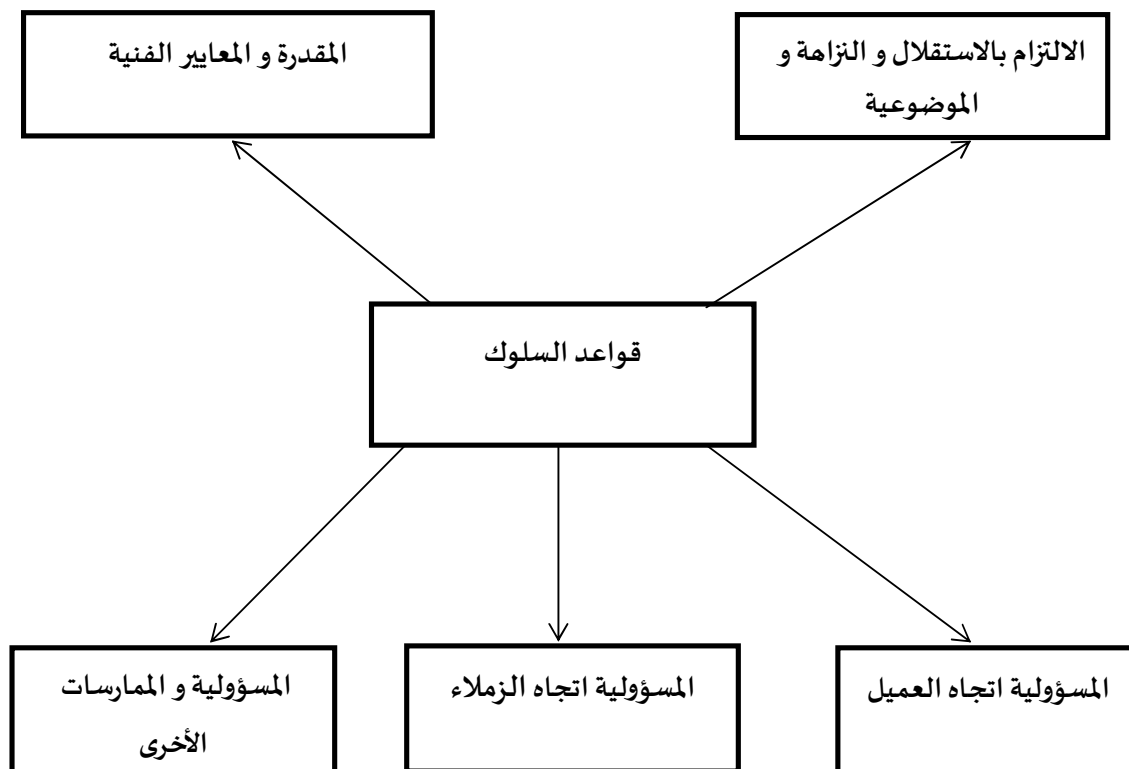 الالتزام بالاستقلال و النزاهة و
الموضوعية
المقدرة و المعايير الفنية
قواعد السلوك
المسؤولية اتجاه العميل
المسؤولية اتجاه الزملاء
المسؤولية و الممارسات
الأخرى